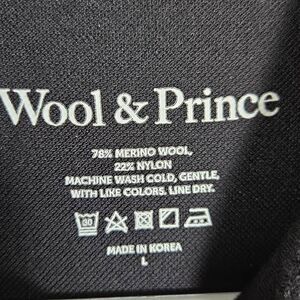 Wool & Prince
78% MERINO WOOL,
22% NYLON
MACHINE WASH COLD, GENTLE,
WITH LIKE COLORS. LINE DRY.
30
MADE IN KOREA
L